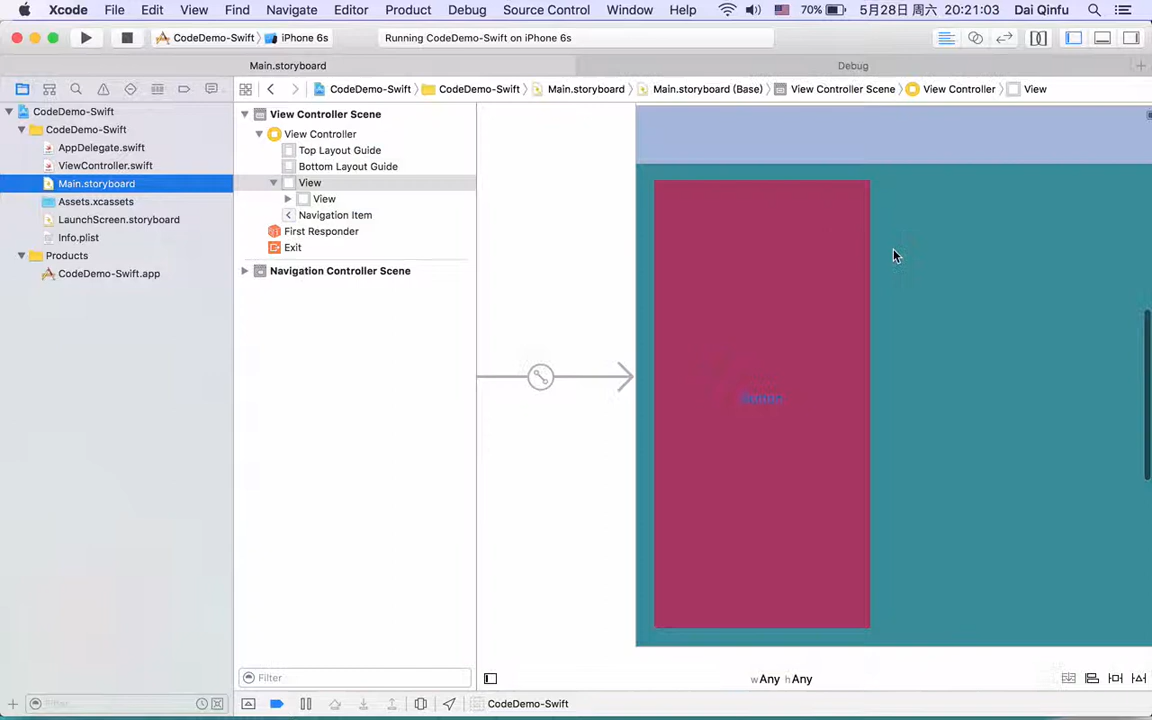 Xcode File Edit View Find Navigate Editor Product Debug Source Control Window Help 70% 5月28日 周六 20:21:03 Dai Qinfu
CodeDemo-Swift iPhone 6s Running CodeDemo-Swift on iPhone 6s
Main.storyboard Debug
CodeDemo-Swift CodeDemo-Swift Main.storyboard Main.storyboard (Base) View Controller Scene View Controller View
CodeDemo-Swift
CodeDemo-Swift
AppDelegate.swift
ViewController.swift
Main.storyboard
Assets.xcassets
LaunchScreen.storyboard
Info.plist
Products
CodeDemo-Swift.app
View Controller Scene
View Controller
Top Layout Guide
Bottom Layout Guide
View
View
Navigation Item
First Responder
Exit
Navigation Controller Scene
Button
Filter
wAny hAny
Filter
CodeDemo-Swift